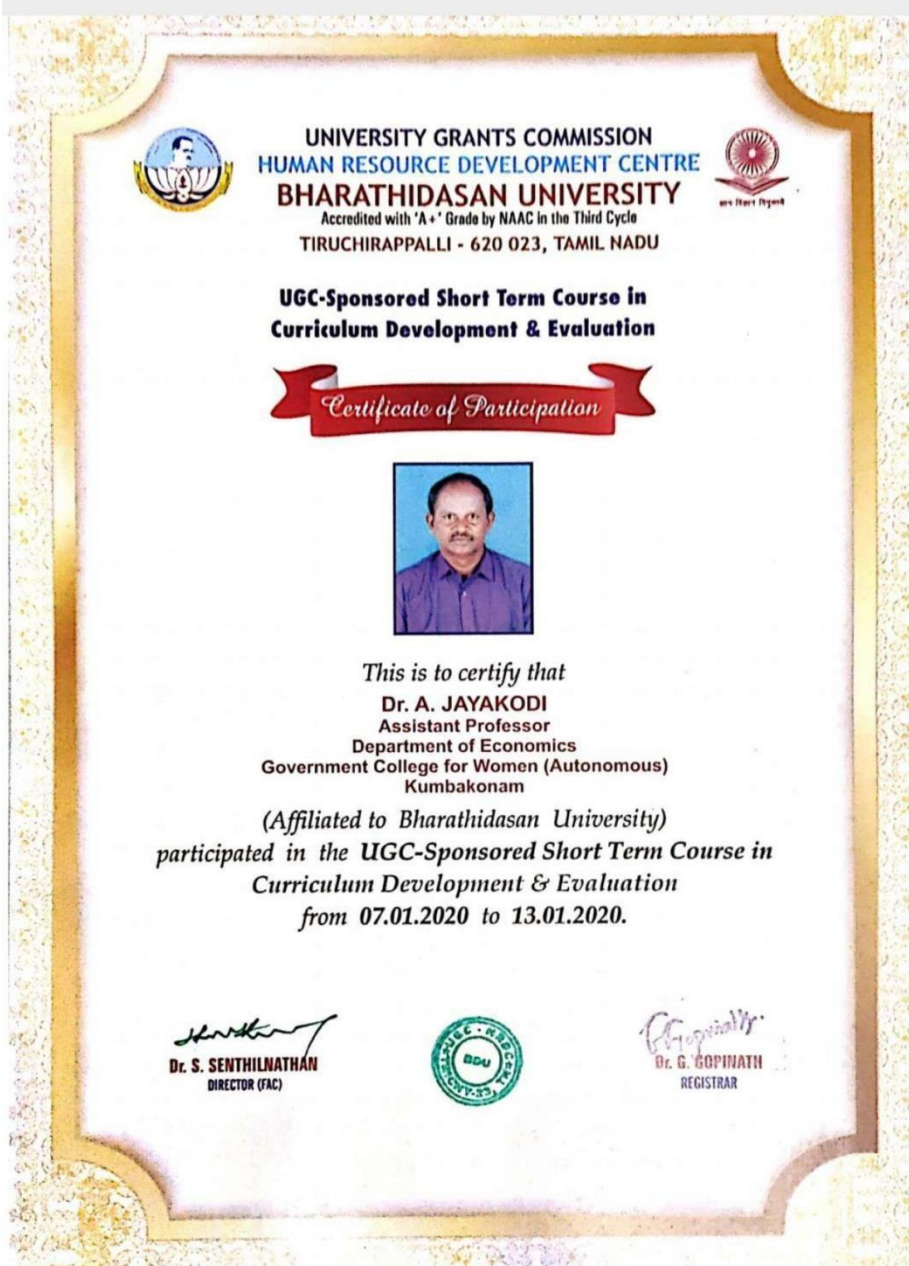 UNIVERSITY GRANTS COMMISSION
HUMAN RESOURCE DEVELOPMENT CENTRE
BHARATHIDASAN UNIVERSITY
Accredited with 'A+' Grade by NAAC in the Third Cycle
TIRUCHIRAPPALLI - 620 023, TAMIL NADU
ज्ञान विज्ञान विमुक्तये
UGC-Sponsored Short Term Course in
Curriculum Development & Evaluation
Certificate of Participation
This is to certify that
Dr. A. JAYAKODI
Assistant Professor
Department of Economics
Government College for Women (Autonomous)
Kumbakonam
(Affiliated to Bharathidasan University)
participated in the UGC-Sponsored Short Term Course in
Curriculum Development & Evaluation
from 07.01.2020 to 13.01.2020.
Dr. S. SENTHILNATHAN
DIRECTOR (FAC)
UGC - HRDC
BDU
Dr. G. GOPINATH
REGISTRAR